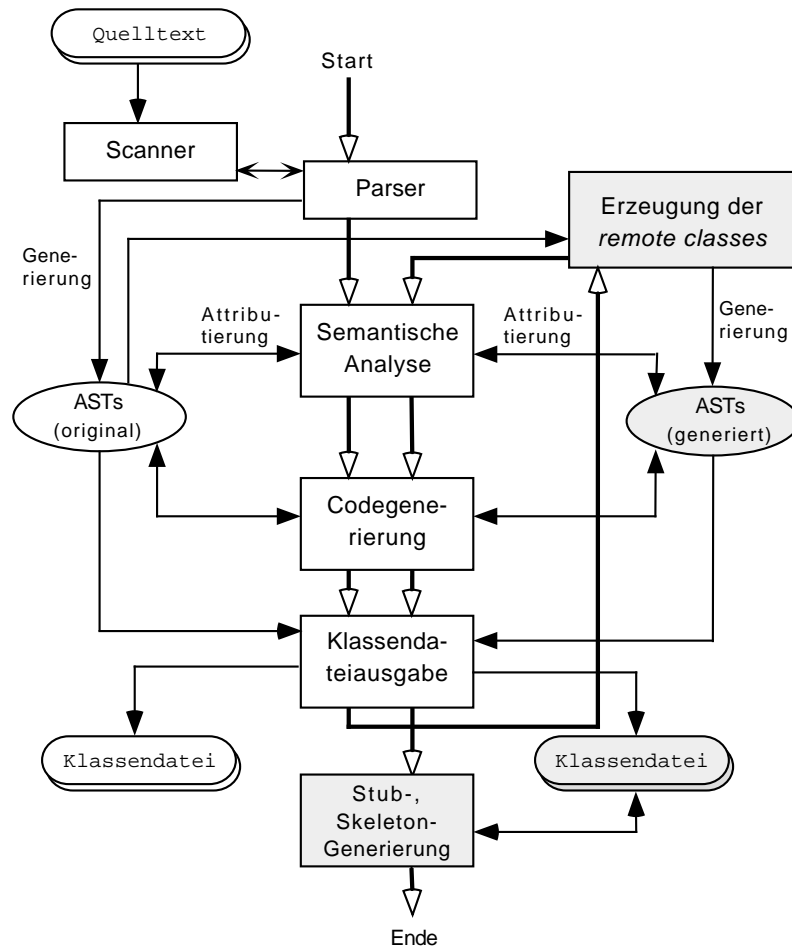 Quelltext
Start
Scanner
Parser
Erzeugung der
remote classes
Gene-
rierung
Attribu-
tierung
Semantische
Analyse
Attribu-
tierung
Gene-
rierung
ASTs
(original)
ASTs
(generiert)
Codegene-
rierung
Klassenda-
teiausgabe
Klassendatei
Klassendatei
Stub-,
Skeleton-
Generierung
Ende